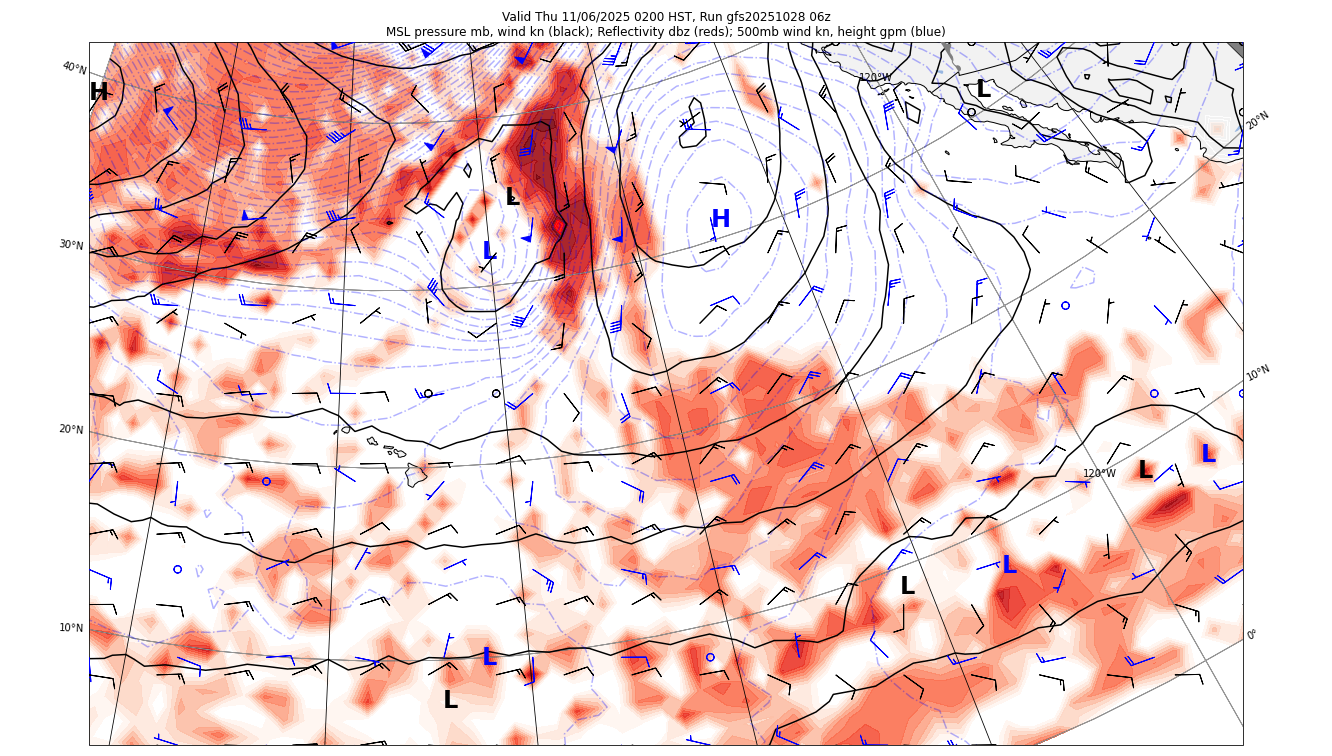 Valid Thu 11/06/2025 0200 HST, Run gfs20251028 06z
MSL pressure mb, wind kn (black); Reflectivity dbz (reds); 500mb wind kn, height gpm (blue)
40°N
H
120°W
L
20°N
L
H
30°N
L
10°N
20°N
L
L
120°W
L
L
10°N
0°
L
L